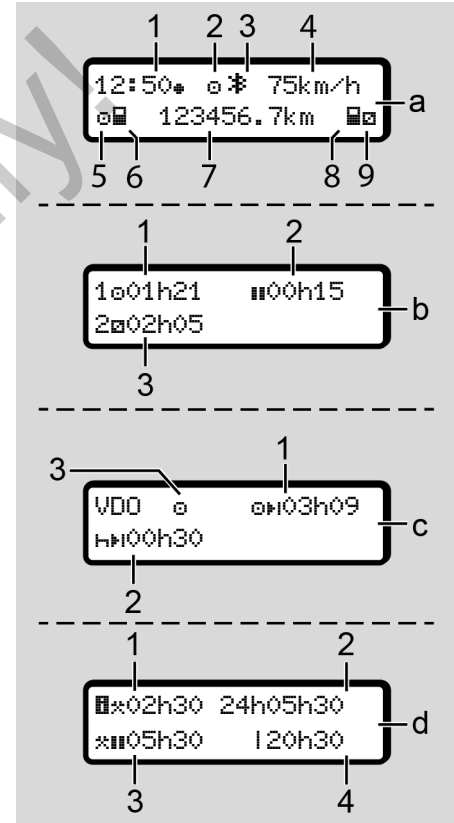 1 2 3 4
12:50 75km/h
a
123456.7km
5 6 7 8 9
1 2
1 01h21 00h15
b
2 02h05
3
3 1
VDO 03h09
c
00h30
2
1 2
02h30 24h05h30
d
05h30 120h30
3 4